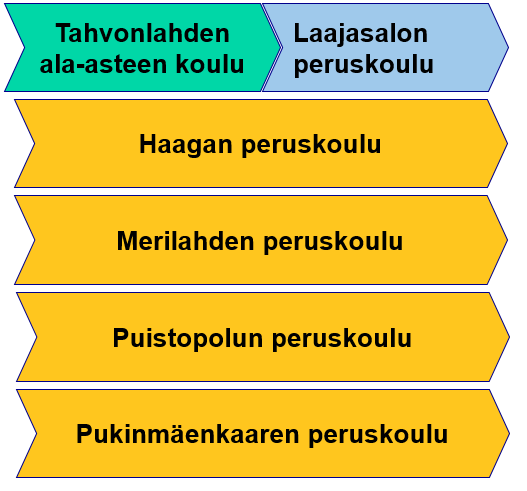 Tahvonlahden
ala-asteen koulu
Laajasalon
peruskoulu
Haagan peruskoulu
Merilahden peruskoulu
Puistopolun peruskoulu
Pukinmäenkaaren peruskoulu